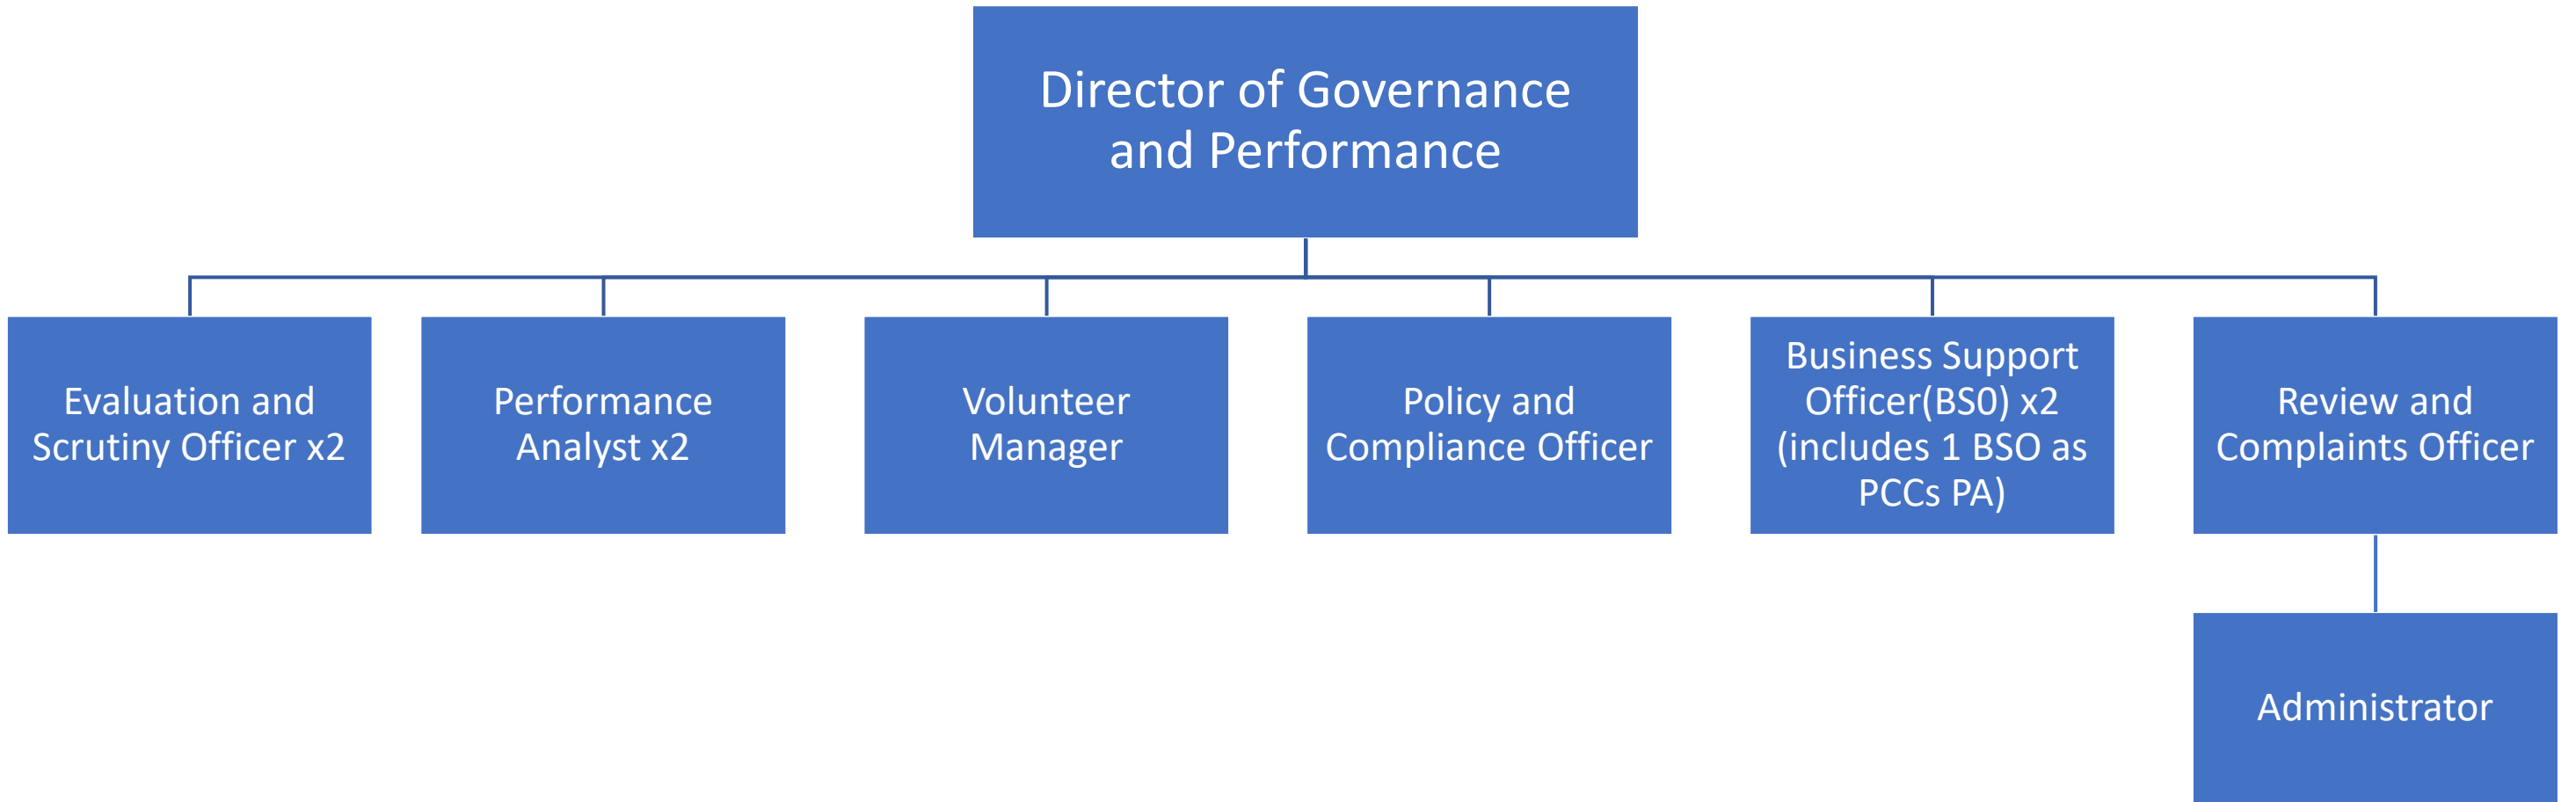 Director of Governance
and Performance
Evaluation and
Scrutiny Officer x2
Performance
Analyst x2
Volunteer
Manager
Policy and
Compliance Officer
Business Support
Officer(BS0) x2
(includes 1 BSO as
PCCs PA)
Review and
Complaints Officer
Administrator